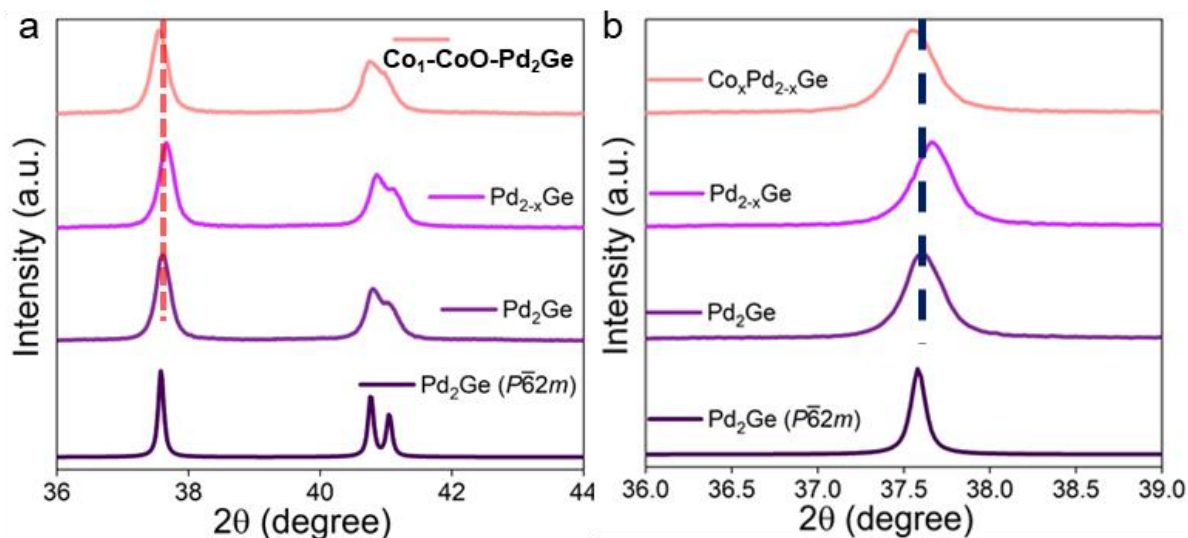 a
Intensity (a.u.)
Co₁-CoO-Pd₂Ge
Pd₂₋ₓGe
Pd₂Ge
Pd₂Ge (P6̅2m)
36 38 40 42 44
2θ (degree)
b
Intensity (a.u.)
CoₓPd₂₋ₓGe
Pd₂₋ₓGe
Pd₂Ge
Pd₂Ge (P6̅2m)
36.0 36.5 37.0 37.5 38.0 38.5 39.0
2θ (degree)